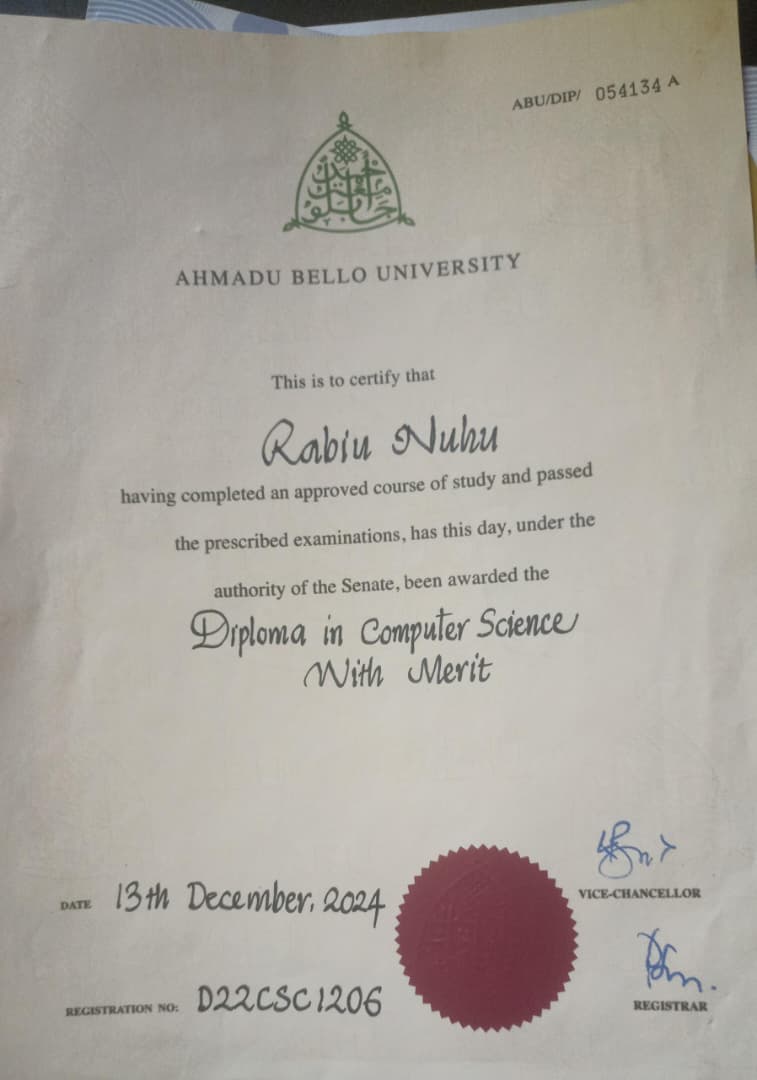 ABU/DIP/ 054134 A
AHMADU BELLO UNIVERSITY
This is to certify that
Rabiu Nuhu
having completed an approved course of study and passed
the prescribed examinations, has this day, under the
authority of the Senate, been awarded the
Diploma in Computer Science
With Merit
DATE 13th December, 2024
VICE-CHANCELLOR
REGISTRATION NO: D22CSC1206
REGISTRAR